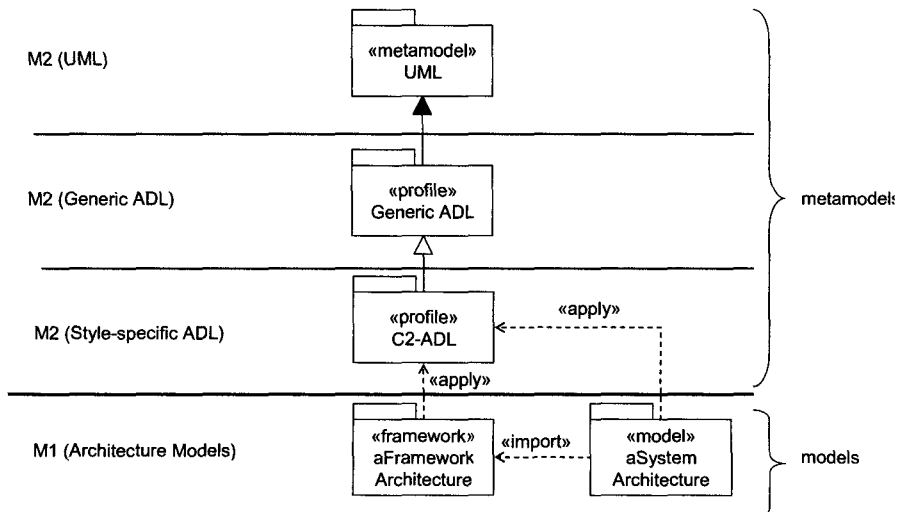 M2 (UML)
«metamodel»
UML
M2 (Generic ADL)
«profile»
Generic ADL
metamodels
M2 (Style-specific ADL)
«profile»
C2-ADL
«apply»
«apply»
M1 (Architecture Models)
«framework»
aFramework
Architecture
«import»
«model»
aSystem
Architecture
models